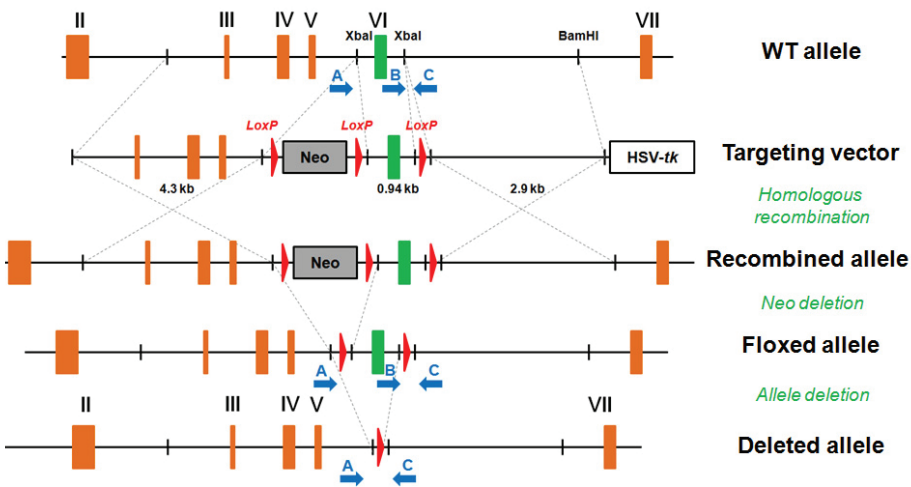 II III IV V VI VII
XbaI XbaI BamHI
WT allele
A B C
LoxP LoxP LoxP
Neo HSV-tk
Targeting vector
4.3 kb 0.94 kb 2.9 kb
Homologous
recombination
Neo
Recombined allele
Neo deletion
Floxed allele
A B C
Allele deletion
II III IV V VII
Deleted allele
A C